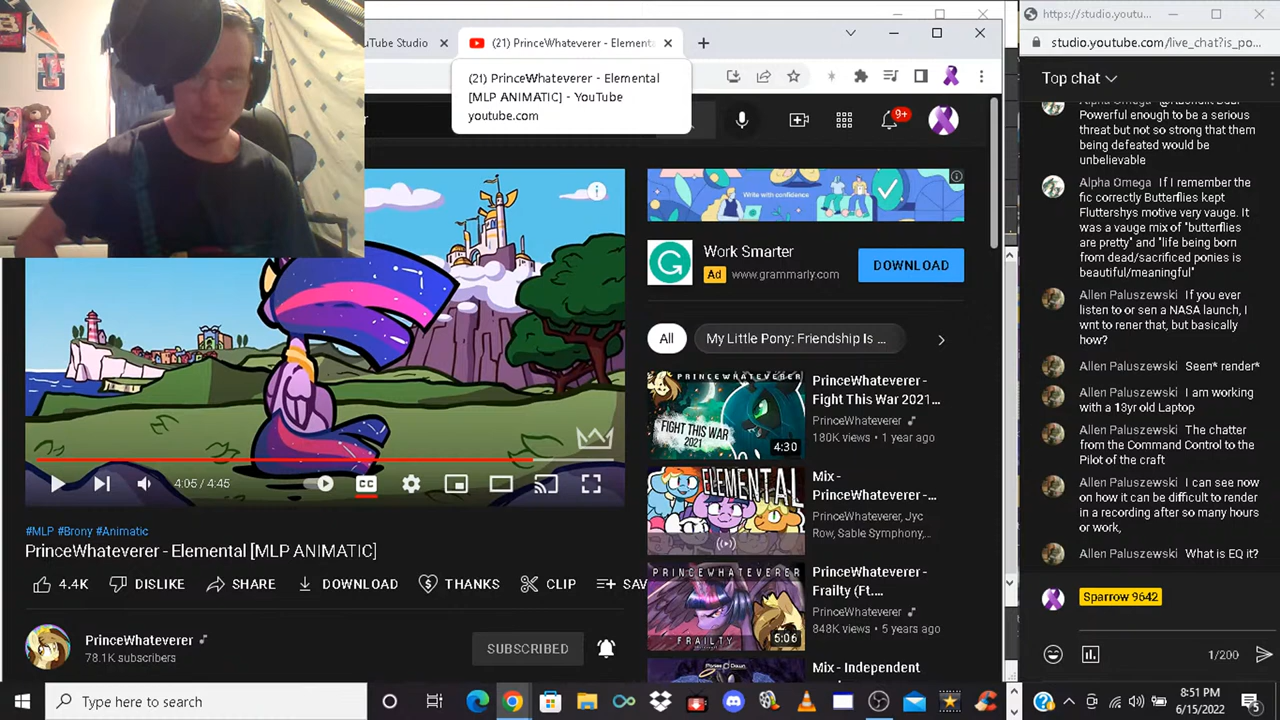 uTube Studio
(21) PrinceWhateverer - Elementa
https://studio.youtu...
studio.youtube.com/live_chat?is_po...
(21) PrinceWhateverer - Elemental
[MLP ANIMATIC] - YouTube
youtube.com
9+
Top chat
Powerful enough to be a serious
threat but not so strong that them
being defeated would be
unbelievable
Alpha Omega If I remember the
fic correctly Butterflies kept
Fluttershys motive very vauge. It
was a vauge mix of "butterflies
are pretty" and "life being born
from dead/sacrificed ponies is
beautiful/meaningful"
Allen Paluszewski If you ever
listen to or sen a NASA launch, I
wnt to rener that, but basically
how?
Allen Paluszewski Seen* render*
Allen Paluszewski I am working
with a 13yr old Laptop
Allen Paluszewski The chatter
from the Command Control to the
Pilot of the craft
Allen Paluszewski I can see now
on how it can be difficult to render
in a recording after so many hours
or work,
Allen Paluszewski What is EQ it?
Sparrow 9642
1/200
Write with confidence
Work Smarter
Ad www.grammarly.com
DOWNLOAD
All
My Little Pony: Friendship Is ...
PRINCEWHATEVERER
FIGHT THIS WAR
2021
4:30
PrinceWhateverer -
Fight This War 2021...
PrinceWhateverer
180K views • 1 year ago
ELEMENTAL
Mix -
PrinceWhateverer -...
PrinceWhateverer, Jyc
Row, Sable Symphony,...
PRINCEWHATEVERER
FRAILTY
5:06
PrinceWhateverer -
Frailty (Ft....
PrinceWhateverer
848K views • 5 years ago
Mix - Independent
4:05 / 4:45
CC
#MLP #Brony #Animatic
PrinceWhateverer - Elemental [MLP ANIMATIC]
4.4K
DISLIKE
SHARE
DOWNLOAD
THANKS
CLIP
SAV
PrinceWhateverer
78.1K subscribers
SUBSCRIBED
Type here to search
8:51 PM
6/15/2022
5